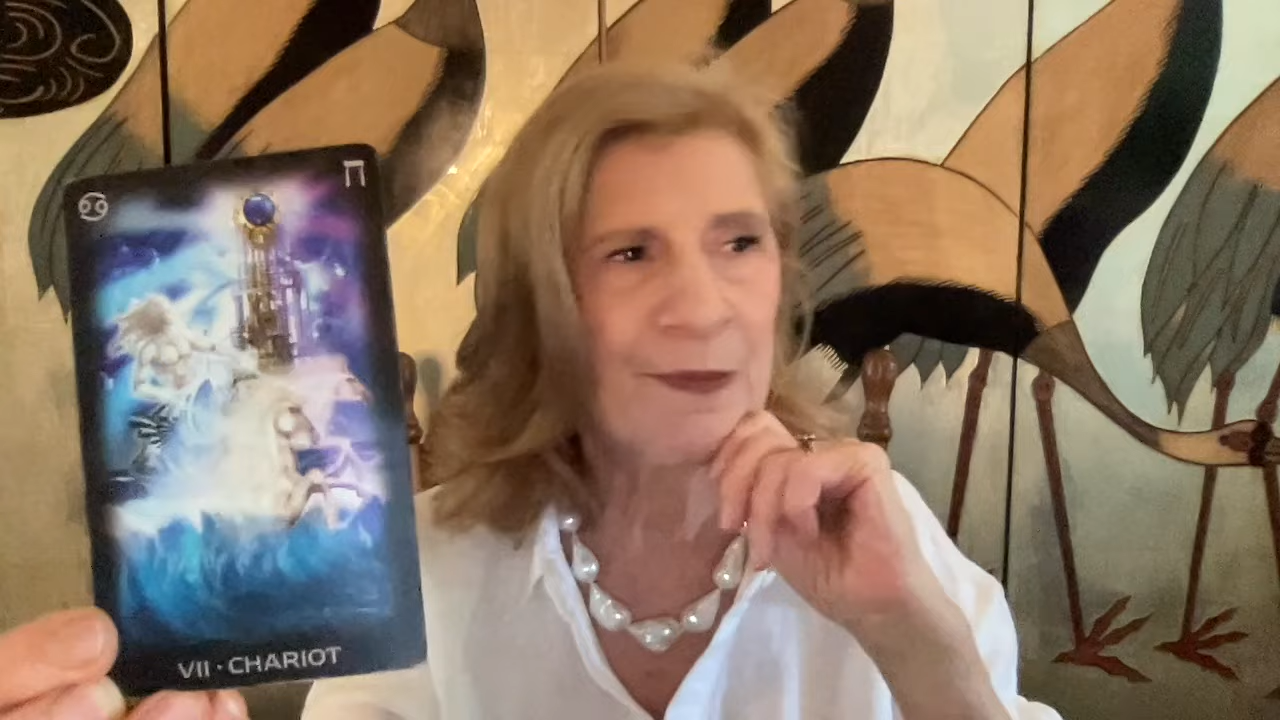 ♋ ח
VII · CHARIOT